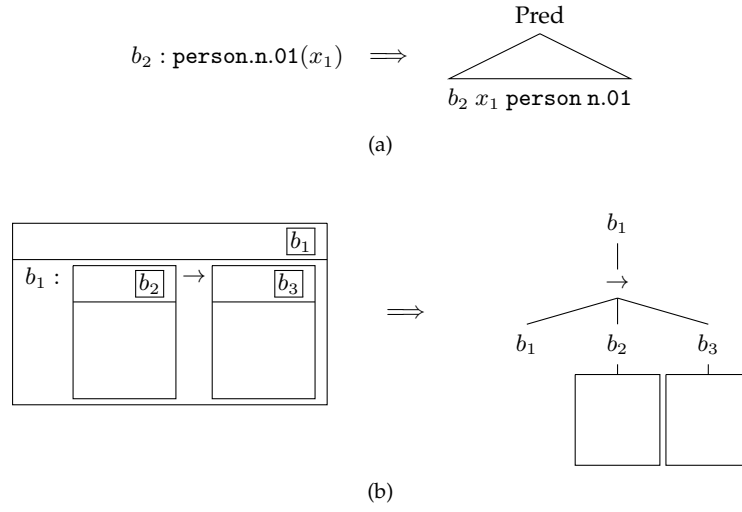 Pred
b₂ : person.n.01(x₁) ⟹
b₂ x₁ person n.01
(a)
b₁
b₁
b₁ : b₂ → b₃
→
⟹
b₁ b₂ b₃
(b)